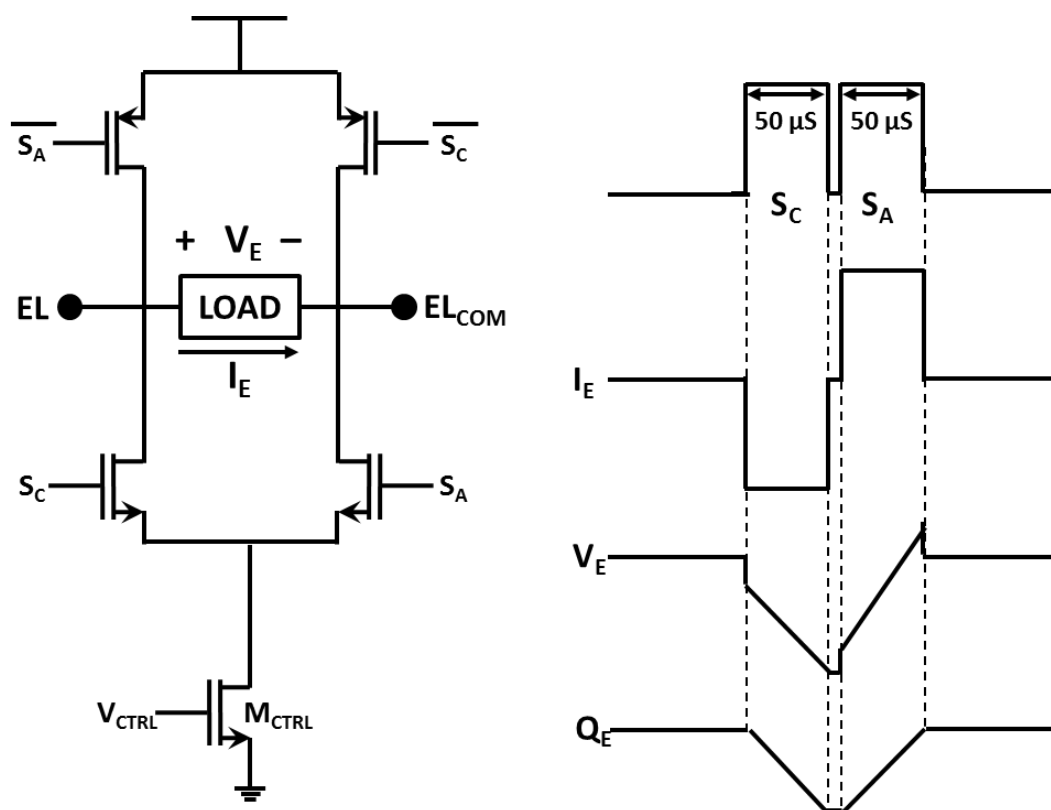 S̅A̅
S̅C̅
+ VE −
EL
LOAD
ELCOM
IE
SC
SA
VCTRL
MCTRL
50 µS
50 µS
SC
SA
IE
VE
QE